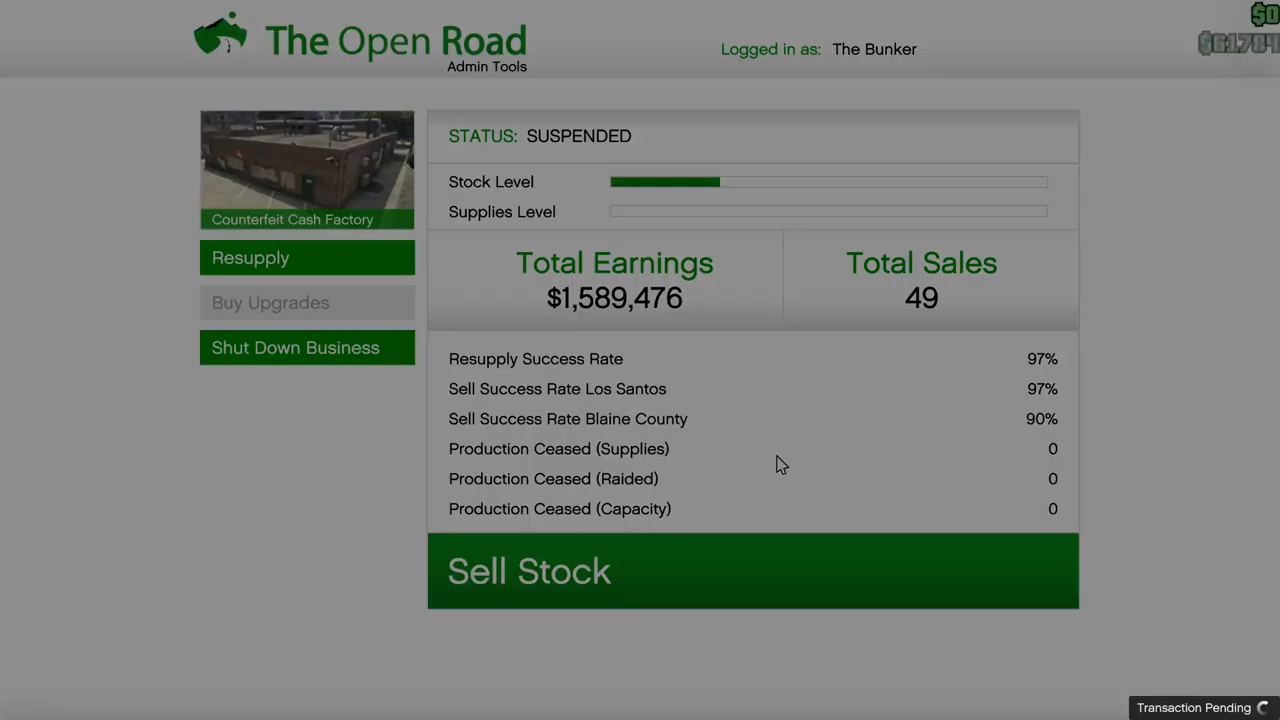 The Open Road
Admin Tools
Logged in as: The Bunker
$0
STATUS: SUSPENDED
Stock Level
Supplies Level
Counterfeit Cash Factory
Resupply
Buy Upgrades
Shut Down Business
Total Earnings
$1,589,476
Total Sales
49
Resupply Success Rate 97%
Sell Success Rate Los Santos 97%
Sell Success Rate Blaine County 90%
Production Ceased (Supplies) 0
Production Ceased (Raided) 0
Production Ceased (Capacity) 0
Sell Stock
Transaction Pending